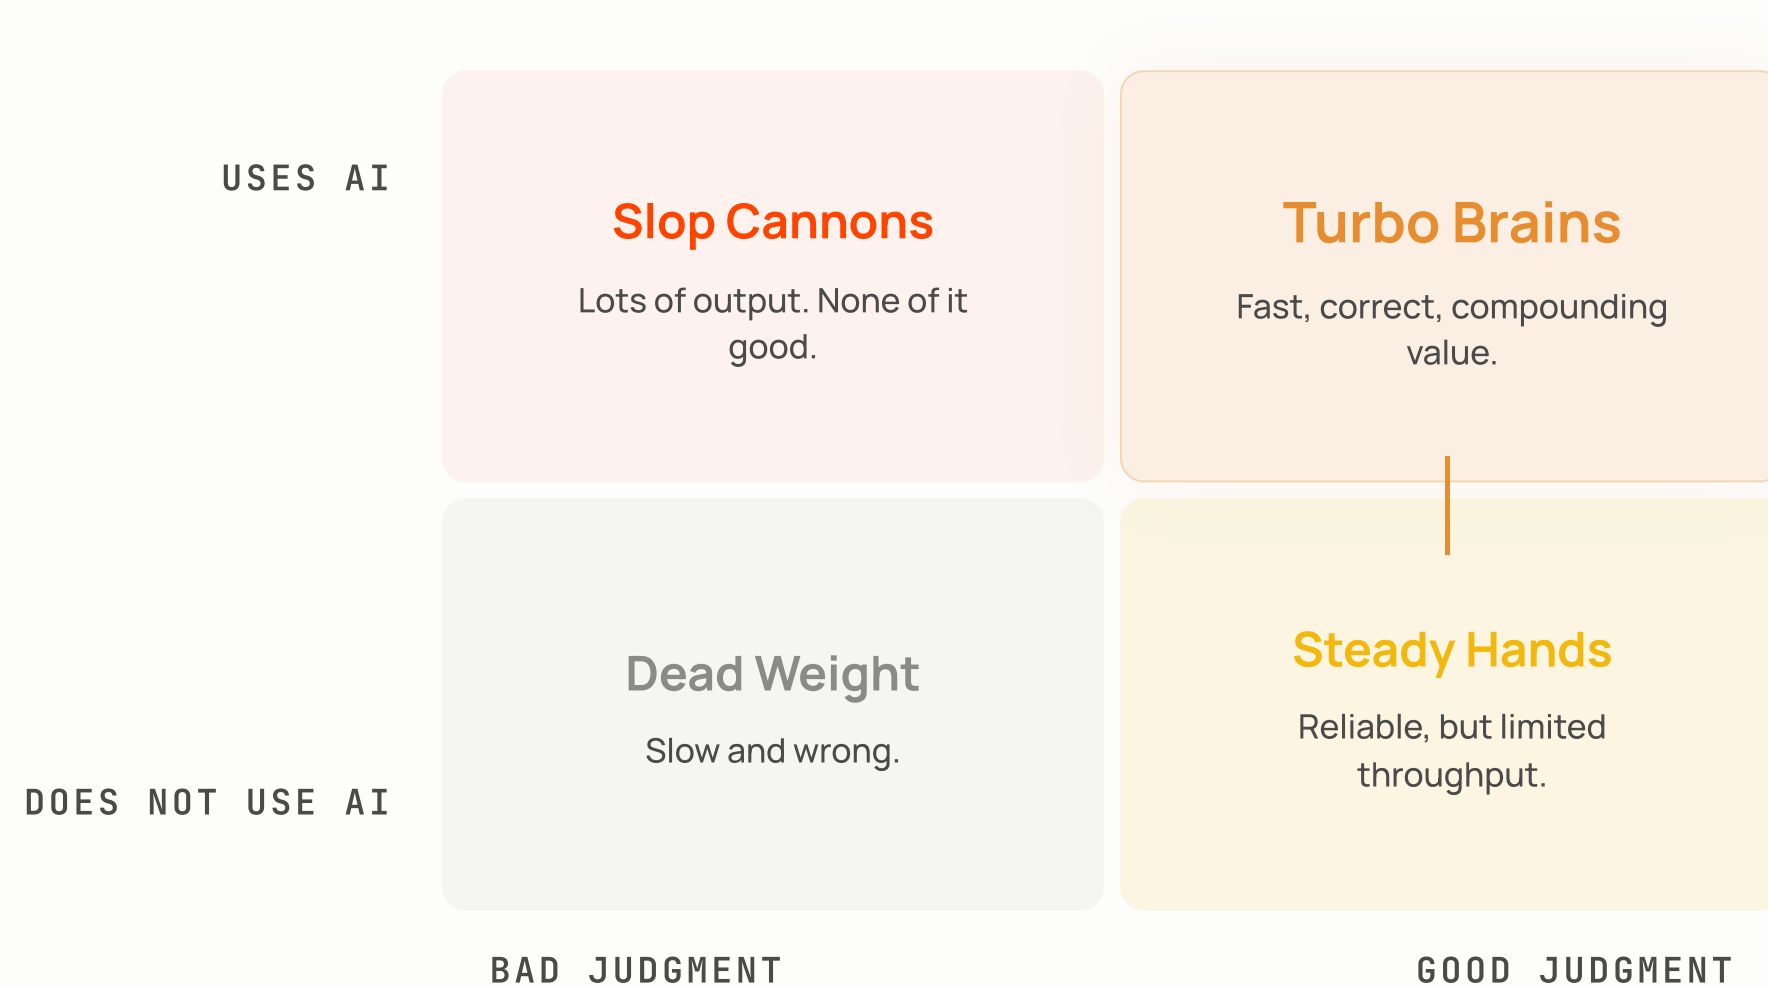 USES AI
Slop Cannons
Lots of output. None of it
good.
Turbo Brains
Fast, correct, compounding
value.
DOES NOT USE AI
Dead Weight
Slow and wrong.
Steady Hands
Reliable, but limited
throughput.
BAD JUDGMENT
GOOD JUDGMENT